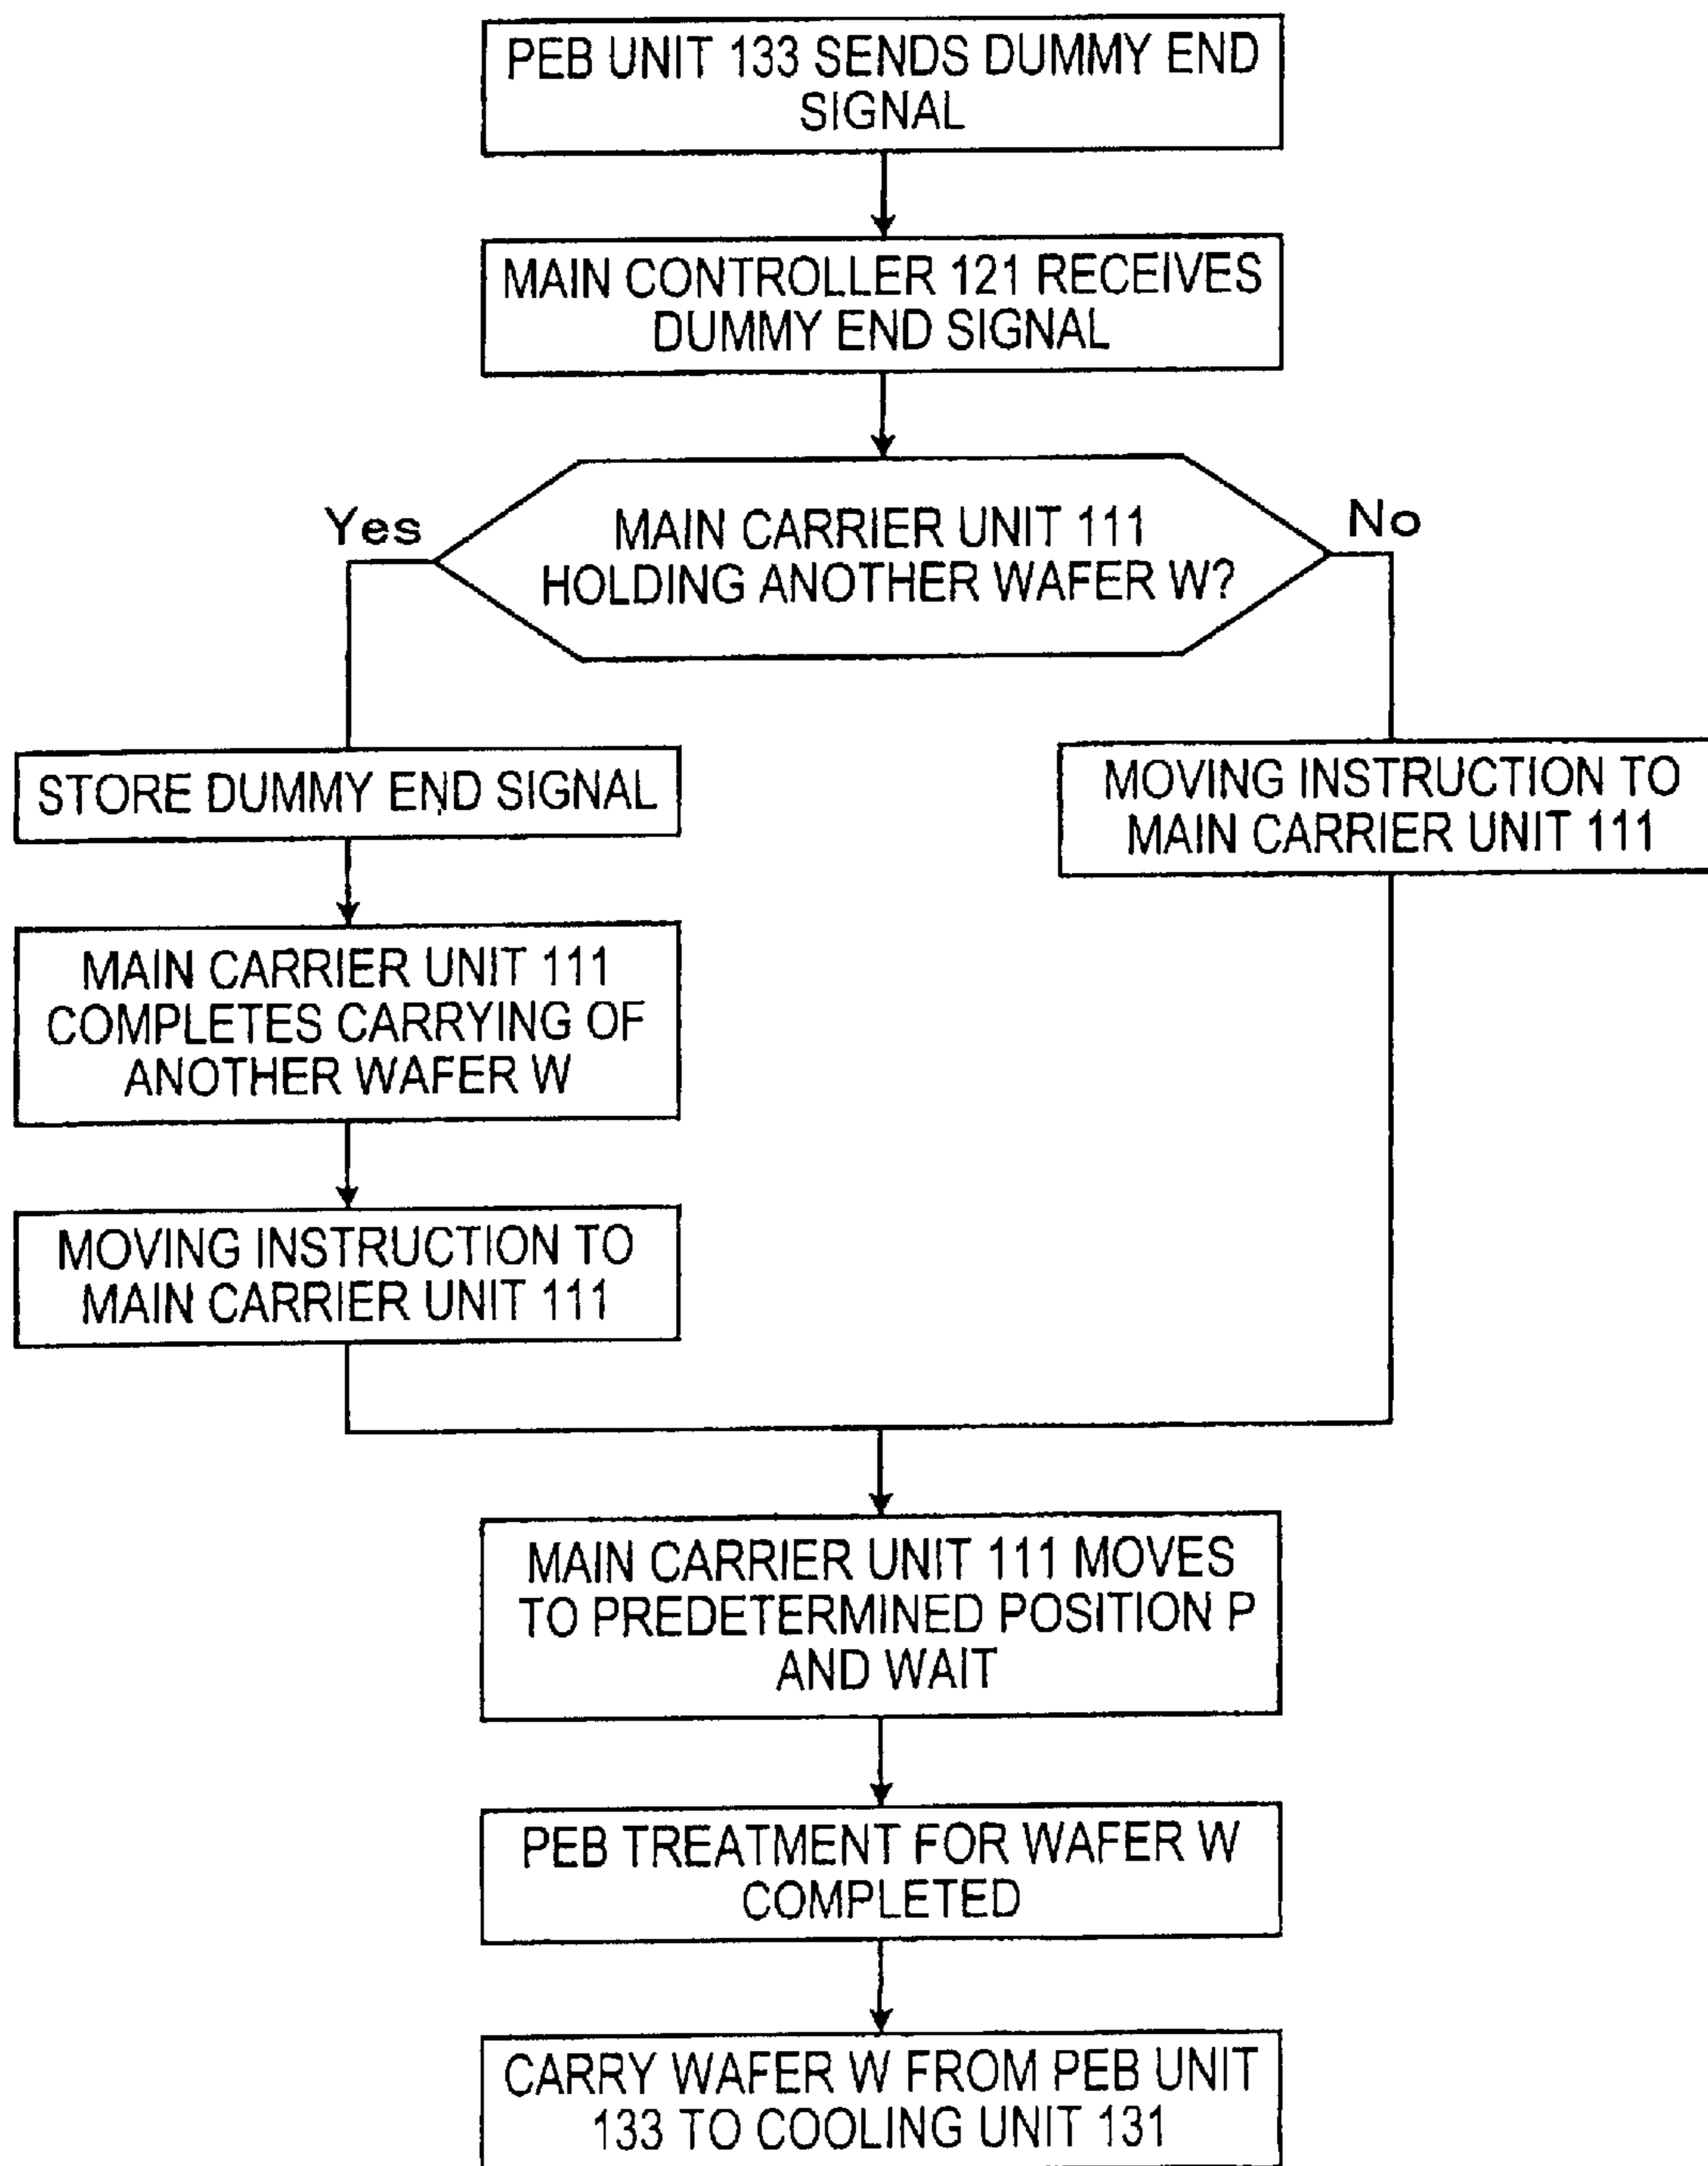 PEB UNIT 133 SENDS DUMMY END
SIGNAL
MAIN CONTROLLER 121 RECEIVES
DUMMY END SIGNAL
MAIN CARRIER UNIT 111
HOLDING ANOTHER WAFER W?
Yes
No
STORE DUMMY END SIGNAL
MAIN CARRIER UNIT 111
COMPLETES CARRYING OF
ANOTHER WAFER W
MOVING INSTRUCTION TO
MAIN CARRIER UNIT 111
MOVING INSTRUCTION TO
MAIN CARRIER UNIT 111
MAIN CARRIER UNIT 111 MOVES
TO PREDETERMINED POSITION P
AND WAIT
PEB TREATMENT FOR WAFER W
COMPLETED
CARRY WAFER W FROM PEB UNIT
133 TO COOLING UNIT 131